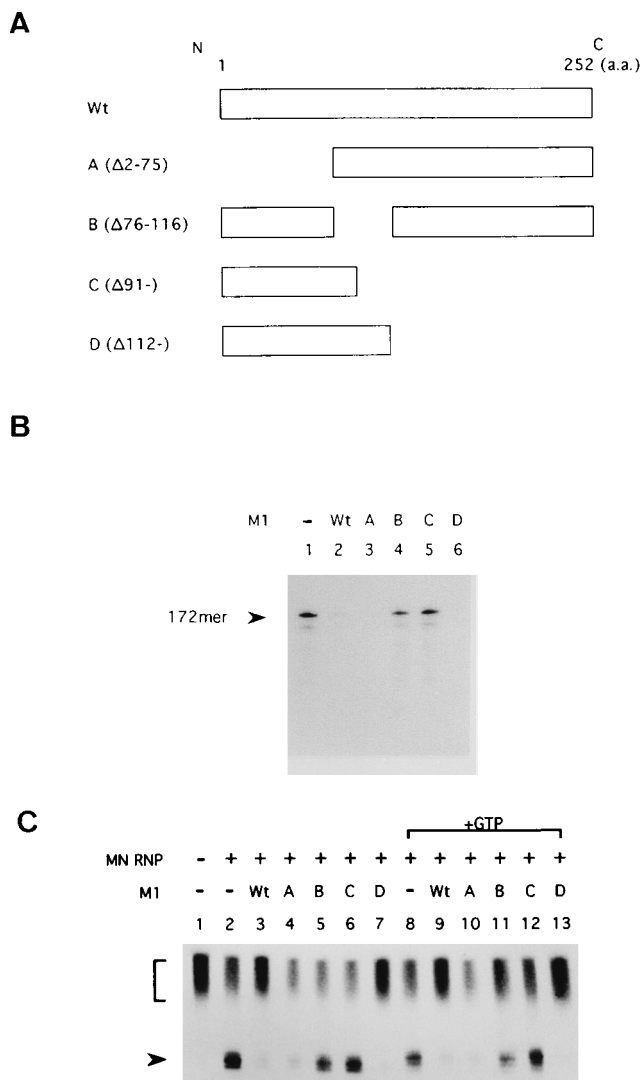 A
N C
1 252 (a.a.)
Wt
A (Δ2-75)
B (Δ76-116)
C (Δ91-)
D (Δ112-)
B
M1 - Wt A B C D
1 2 3 4 5 6
172mer
C
+GTP
MN RNP - + + + + + + + + + + + +
M1 - - Wt A B C D - Wt A B C D
1 2 3 4 5 6 7 8 9 10 11 12 13